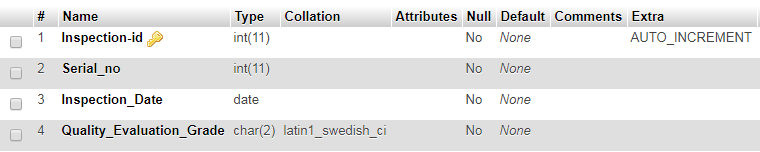 # Name Type Collation Attributes Null Default Comments Extra
1 Inspection-id int(11) No None AUTO_INCREMENT
2 Serial_no int(11) No None
3 Inspection_Date date No None
4 Quality_Evaluation_Grade char(2) latin1_swedish_ci No None